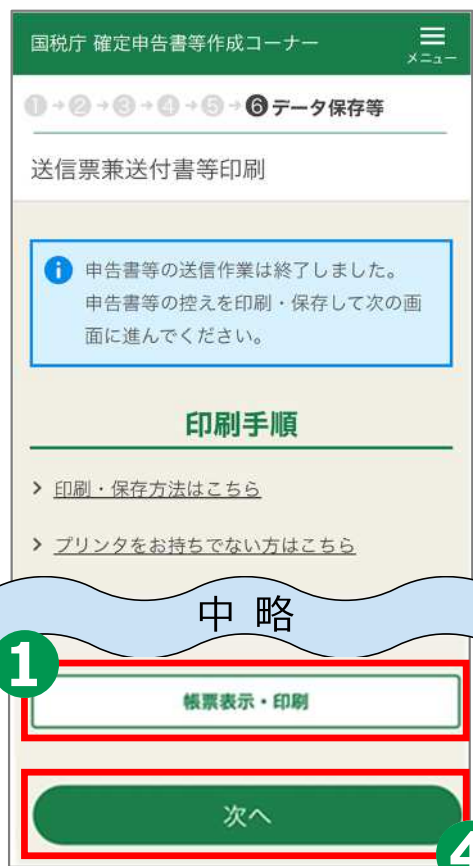 国税庁 確定申告書等作成コーナー
メニュー
①→②→③→④→⑤→❻データ保存等
送信票兼送付書等印刷
申告書等の送信作業は終了しました。
申告書等の控えを印刷・保存して次の画
面に進んでください。
印刷手順
> 印刷・保存方法はこちら
> プリンタをお持ちでない方はこちら
中 略
1
帳票表示・印刷
次へ
4